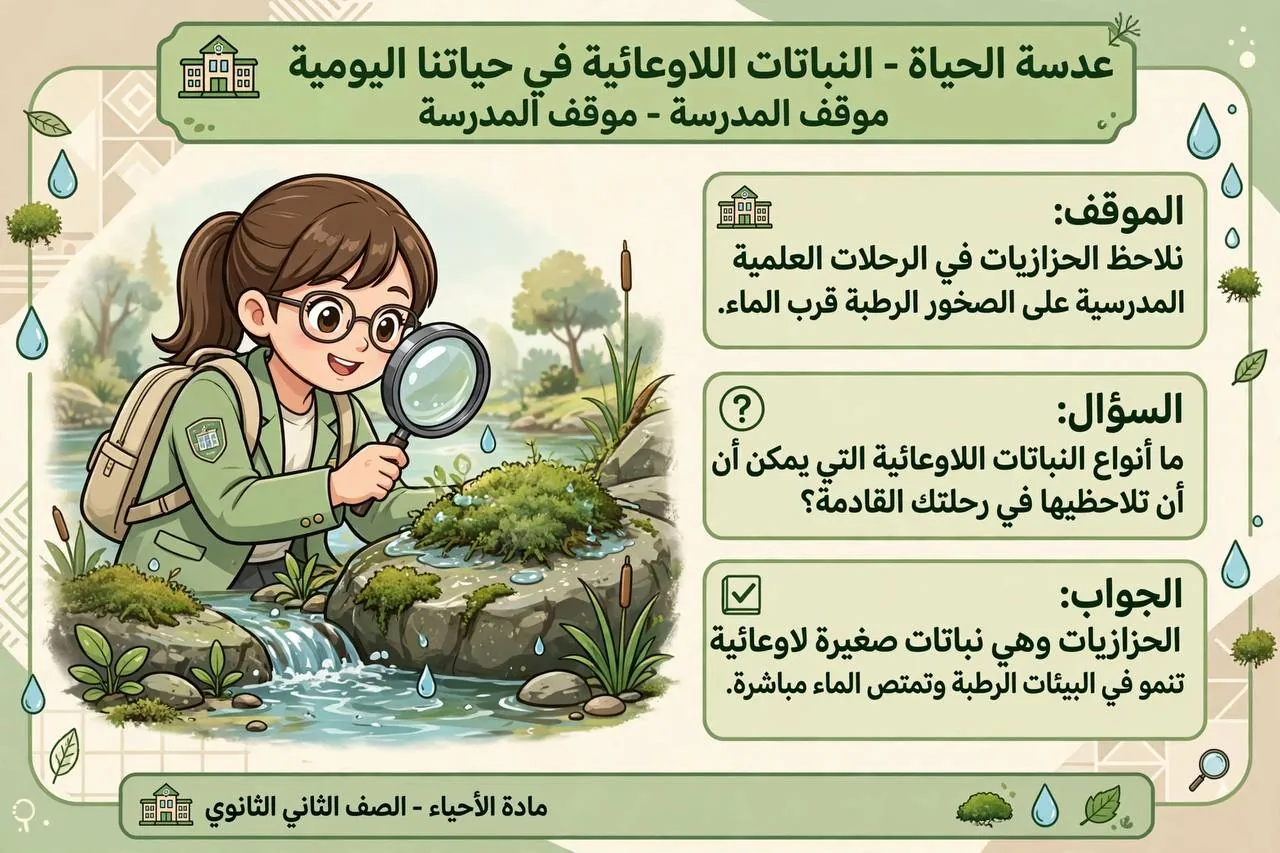 عدسة الحياة - النباتات اللاوعائية في حياتنا اليومية
موقف المدرسة - موقف المدرسة
الموقف:
نلاحظ الحزازيات في الرحلات العلمية
المدرسية على الصخور الرطبة قرب الماء.
السؤال:
ما أنواع النباتات اللاوعائية التي يمكن أن
أن تلاحظيها في رحلتك القادمة؟
الجواب:
الحزازيات وهي نباتات صغيرة لاوعائية
تنمو في البيئات الرطبة وتمتص الماء مباشرة.
مادة الأحياء - الصف الثاني الثانوي